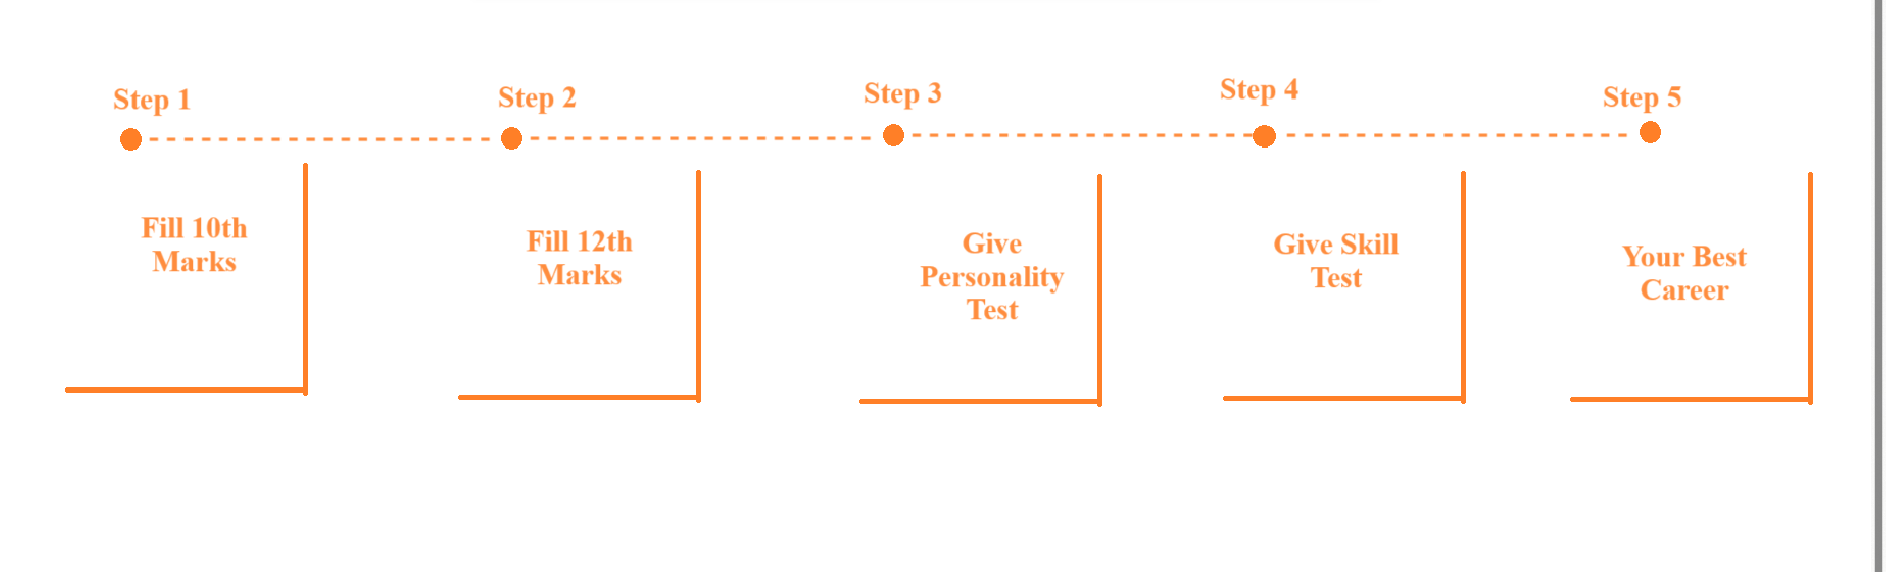 Step 1
Step 2
Step 3
Step 4
Step 5
Fill 10th
Marks
Fill 12th
Marks
Give
Personality
Test
Give Skill
Test
Your Best
Career